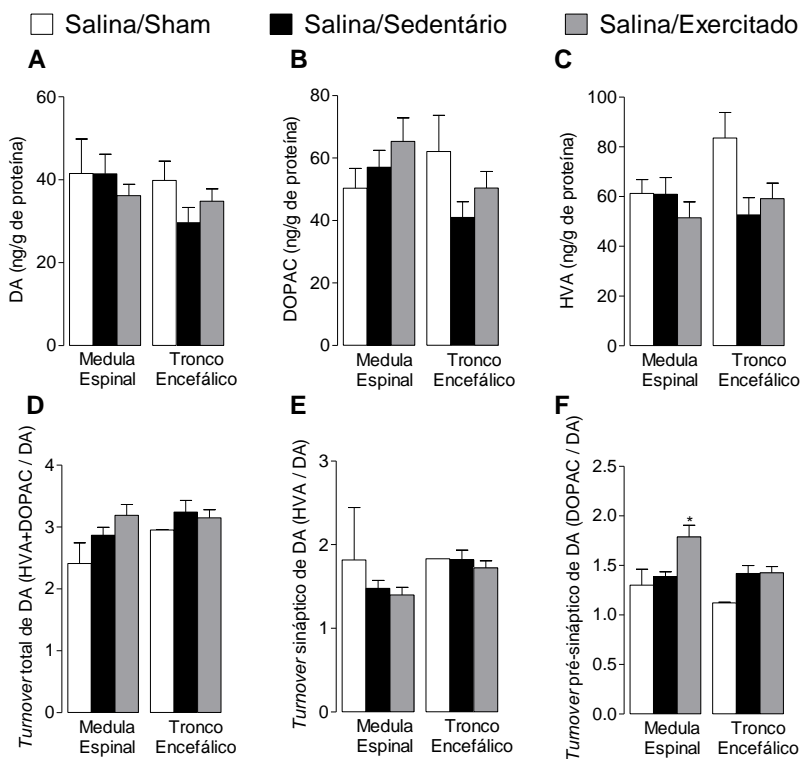 Salina/Sham
Salina/Sedentário
Salina/Exercitado
A
DA (ng/g de proteína)
60
40
20
0
Medula
Espinal
Tronco
Encefálico
B
DOPAC (ng/g de proteína)
80
60
40
20
0
Medula
Espinal
Tronco
Encefálico
C
HVA (ng/g de proteína)
100
80
60
40
20
0
Medula
Espinal
Tronco
Encefálico
D
Turnover total de DA (HVA+DOPAC / DA)
4
3
2
1
0
Medula
Espinal
Tronco
Encefálico
E
Turnover sináptico de DA (HVA / DA)
3
2
1
0
Medula
Espinal
Tronco
Encefálico
F
Turnover pré-sináptico de DA (DOPAC / DA)
2.5
2.0
1.5
1.0
0.5
0.0
*
Medula
Espinal
Tronco
Encefálico